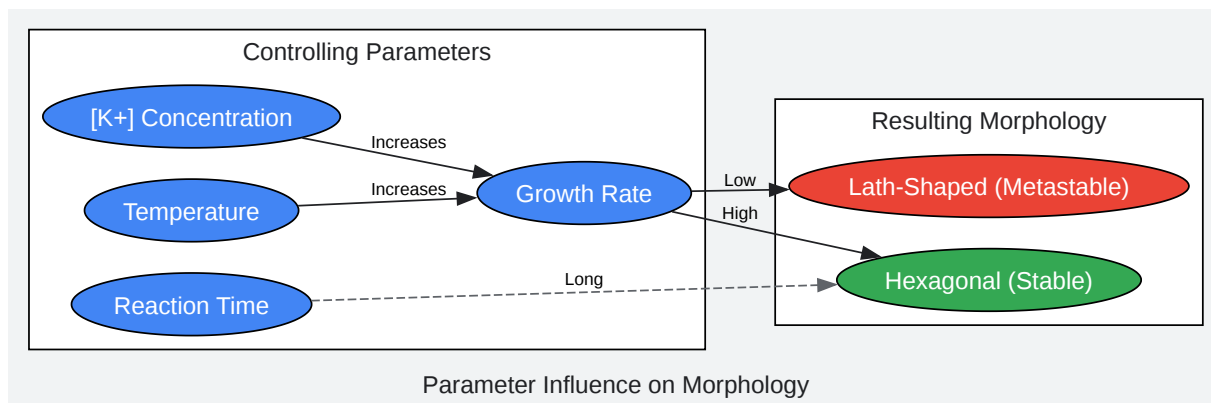 Controlling Parameters
[K+] Concentration
Increases
Temperature
Increases
Growth Rate
Reaction Time
Long
Low
High
Resulting Morphology
Lath-Shaped (Metastable)
Hexagonal (Stable)
Parameter Influence on Morphology